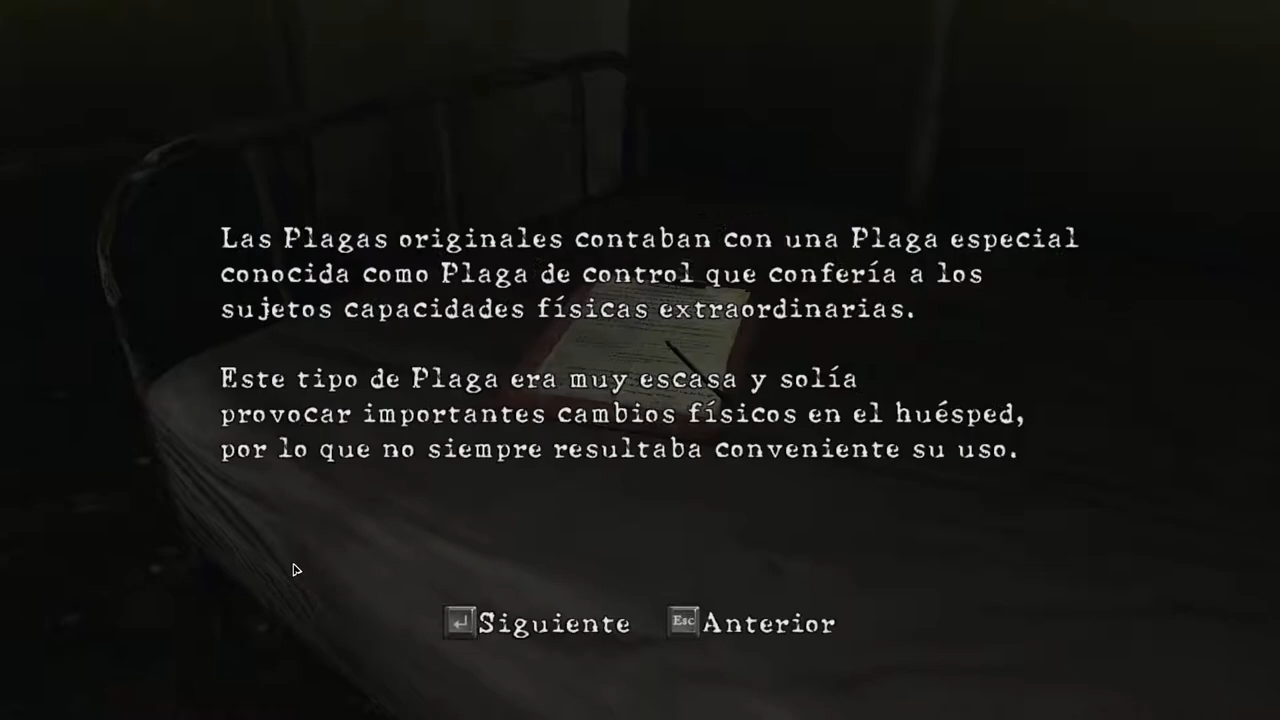 Las Plagas originales contaban con una Plaga especial
conocida como Plaga de control que confería a los
sujetos capacidades físicas extraordinarias.
Este tipo de Plaga era muy escasa y solía
provocar importantes cambios físicos en el huésped,
por lo que no siempre resultaba conveniente su uso.
Siguiente Esc Anterior